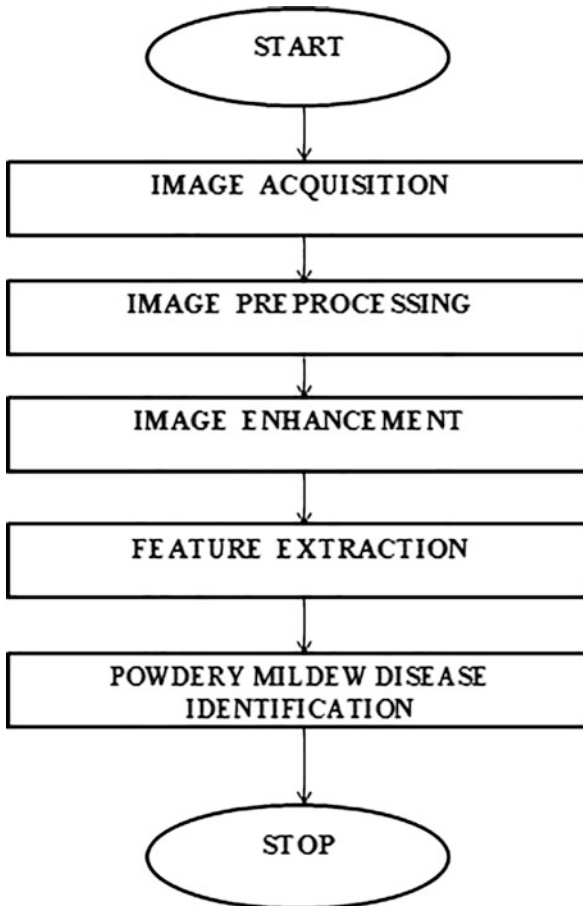 START
IMAGE ACQUISITION
IMAGE PREPROCESSING
IMAGE ENHANCEMENT
FEATURE EXTRACTION
POWDERY MILDEW DISEASE
IDENTIFICATION
STOP